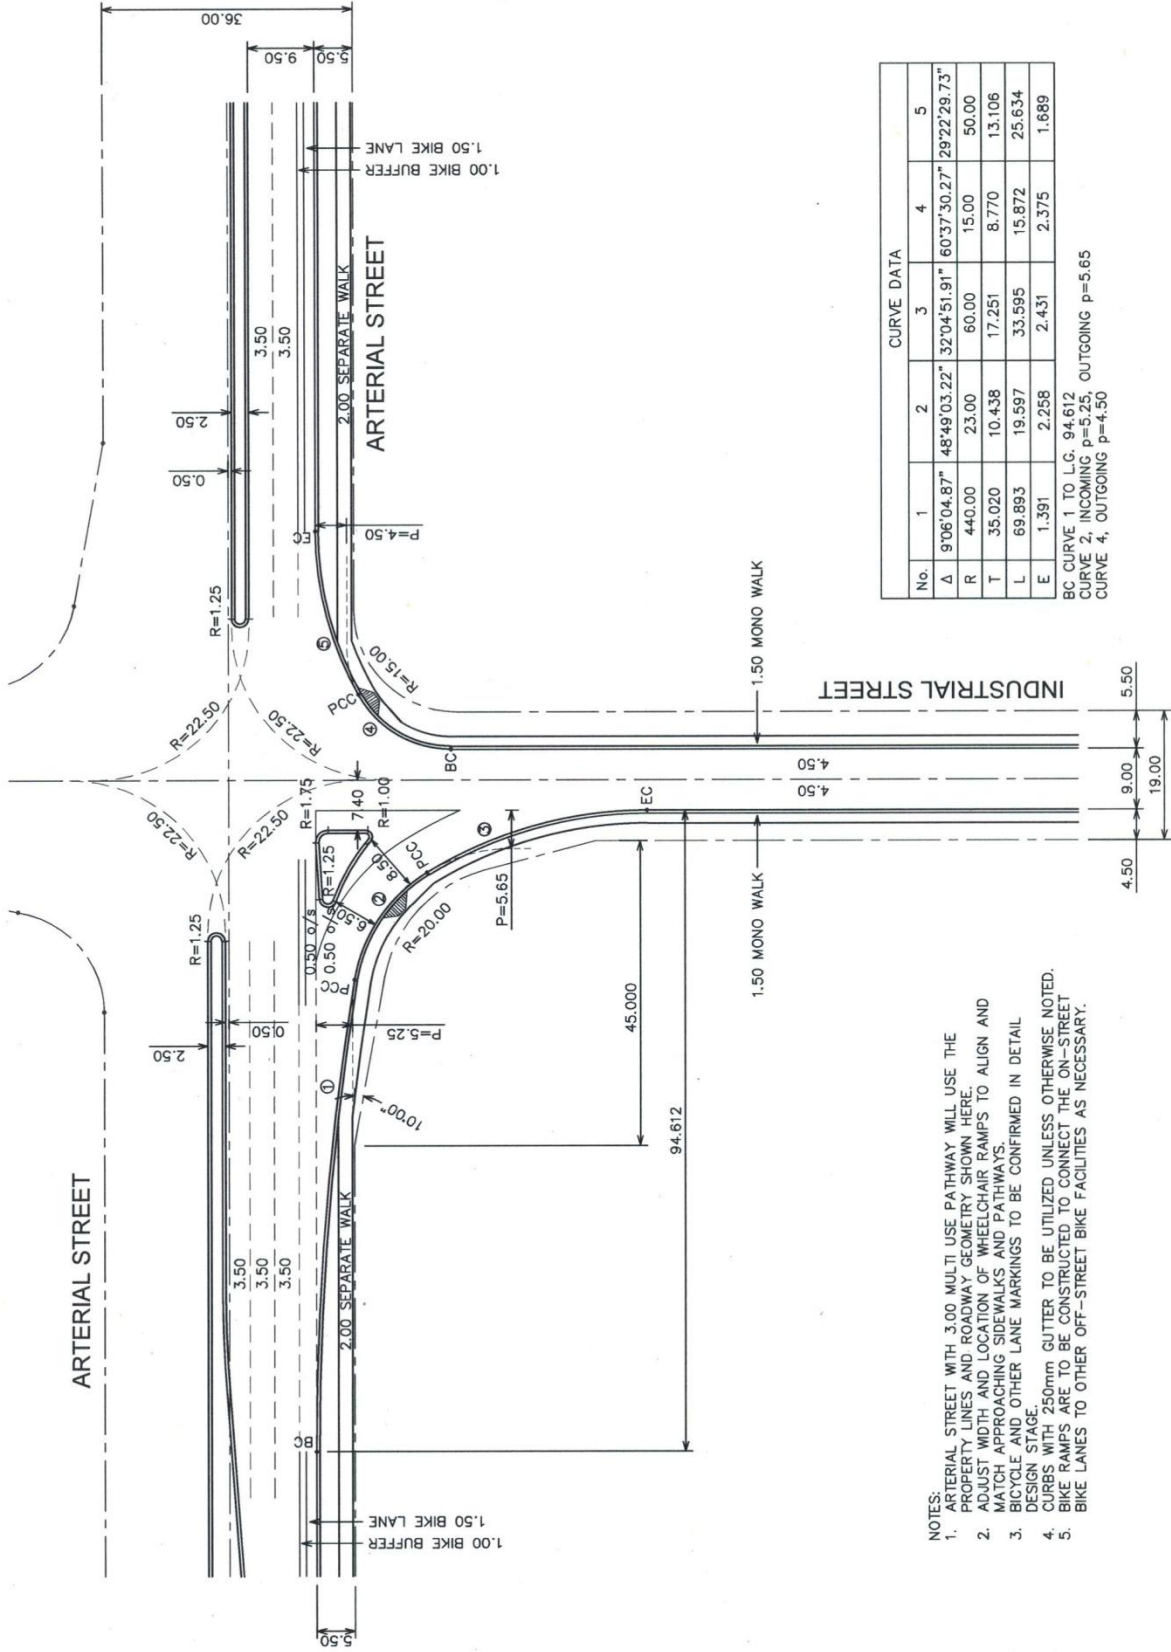 ARTERIAL STREET
36.00
9.50
5.50
2.50
0.50
3.50
3.50
1.50 BIKE LANE
1.00 BIKE BUFFER
2.00 SEPARATE WALK
ARTERIAL STREET
EC
P=4.50
R=1.25
R=22.50
R=22.50
R=22.50
R=22.50
R=1.25
5
PCC
4
R=15.00
BC
R=1.75
7.40
R=1.00
R=1.25
8.50
6.50
0.50 o/s
0.50 o/s
PCC
2
3
PCC
R=20.00
P=5.65
EC
P=5.25
1
10'00"
2.50
0.50
3.50
3.50
3.50
2.00 SEPARATE WALK
BC
1.50 BIKE LANE
1.00 BIKE BUFFER
5.50
45.000
94.612
1.50 MONO WALK
1.50 MONO WALK
INDUSTRIAL STREET
4.50
4.50
5.50
9.00
4.50
19.00
CURVE DATA
No. 1 2 3 4 5
Δ 9°06'04.87" 48°49'03.22" 32°04'51.91" 60°37'30.27" 29°22'29.73"
R 440.00 23.00 60.00 15.00 50.00
T 35.020 10.438 17.251 8.770 13.106
L 69.893 19.597 33.595 15.872 25.634
E 1.391 2.258 2.431 2.375 1.689
BC CURVE 1 TO L.G. 94.612
CURVE 2, INCOMING p=5.25, OUTGOING p=5.65
CURVE 4, OUTGOING p=4.50
NOTES:
1. ARTERIAL STREET WITH 3.00 MULTI USE PATHWAY WILL USE THE
PROPERTY LINES AND ROADWAY GEOMETRY SHOWN HERE.
2. ADJUST WIDTH AND LOCATION OF WHEELCHAIR RAMPS TO ALIGN AND
MATCH APPROACHING SIDEWALKS AND PATHWAYS.
3. BICYCLE AND OTHER LANE MARKINGS TO BE CONFIRMED IN DETAIL
DESIGN STAGE.
4. CURBS WITH 250mm GUTTER TO BE UTILIZED UNLESS OTHERWISE NOTED.
5. BIKE RAMPS ARE TO BE CONSTRUCTED TO CONNECT THE ON-STREET
BIKE LANES TO OTHER OFF-STREET BIKE FACILITIES AS NECESSARY.